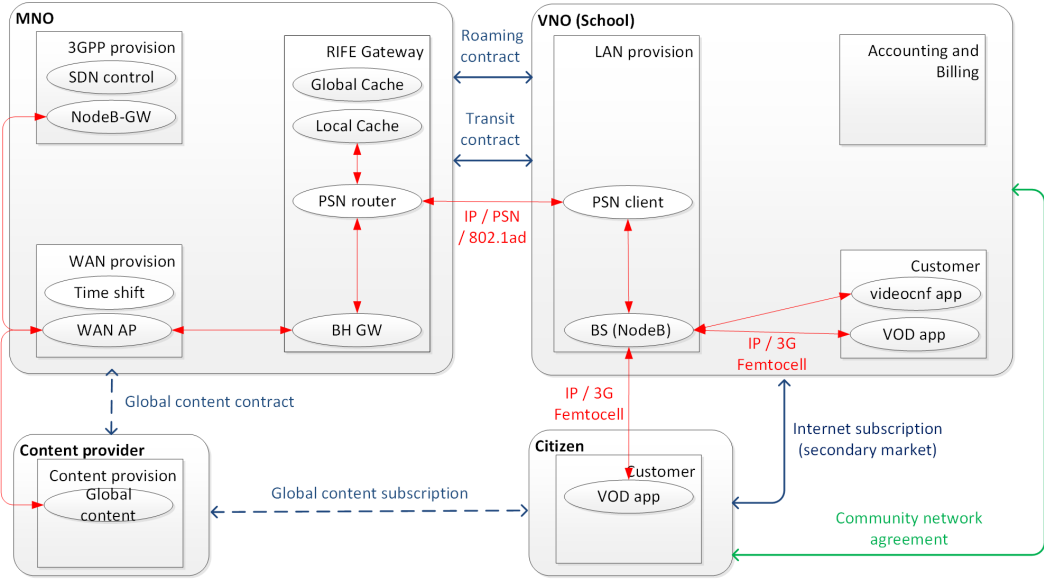 MNO
3GPP provision
SDN control
NodeB-GW
RIFE Gateway
Global Cache
Local Cache
PSN router
BH GW
WAN provision
Time shift
WAN AP
Roaming
contract
Transit
contract
IP / PSN
/ 802.1ad
VNO (School)
LAN provision
PSN client
BS (NodeB)
Accounting and
Billing
Customer
videocnf app
VOD app
IP / 3G
Femtocell
IP / 3G
Femtocell
Global content contract
Content provider
Content provision
Global
content
Global content subscription
Citizen
Customer
VOD app
Internet subscription
(secondary market)
Community network
agreement